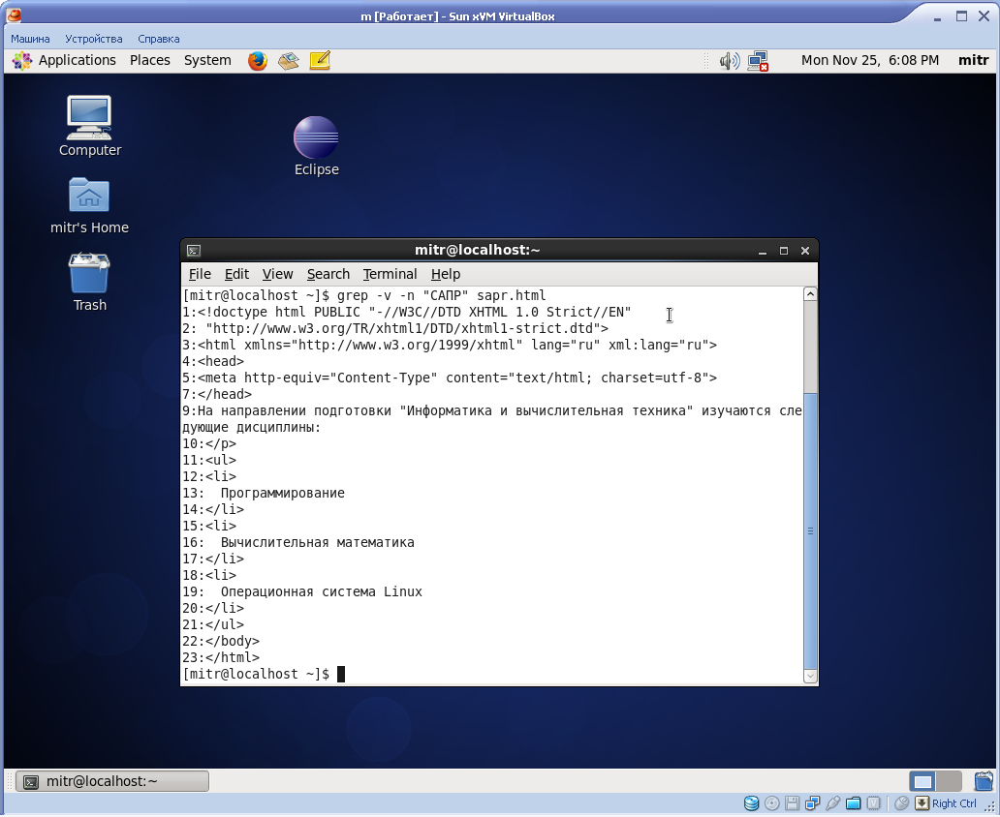 m [Работает] - Sun xVM VirtualBox
Машина Устройства Справка
Applications Places System Mon Nov 25, 6:08 PM mitr
Computer
Eclipse
mitr's Home
Trash
mitr@localhost:~
File Edit View Search Terminal Help
[mitr@localhost ~]$ grep -v -n "САПР" sapr.html
1:<!doctype html PUBLIC "-//W3C//DTD XHTML 1.0 Strict//EN"
2: "http://www.w3.org/TR/xhtml1/DTD/xhtml1-strict.dtd">
3:<html xmlns="http://www.w3.org/1999/xhtml" lang="ru" xml:lang="ru">
4:<head>
5:<meta http-equiv="Content-Type" content="text/html; charset=utf-8">
7:</head>
9:На направлении подготовки "Информатика и вычислительная техника" изучаются сле
дующие дисциплины:
10:</p>
11:<ul>
12:<li>
13:  Программирование
14:</li>
15:<li>
16:  Вычислительная математика
17:</li>
18:<li>
19:  Операционная система Linux
20:</li>
21:</ul>
22:</body>
23:</html>
[mitr@localhost ~]$
mitr@localhost:~
Right Ctrl